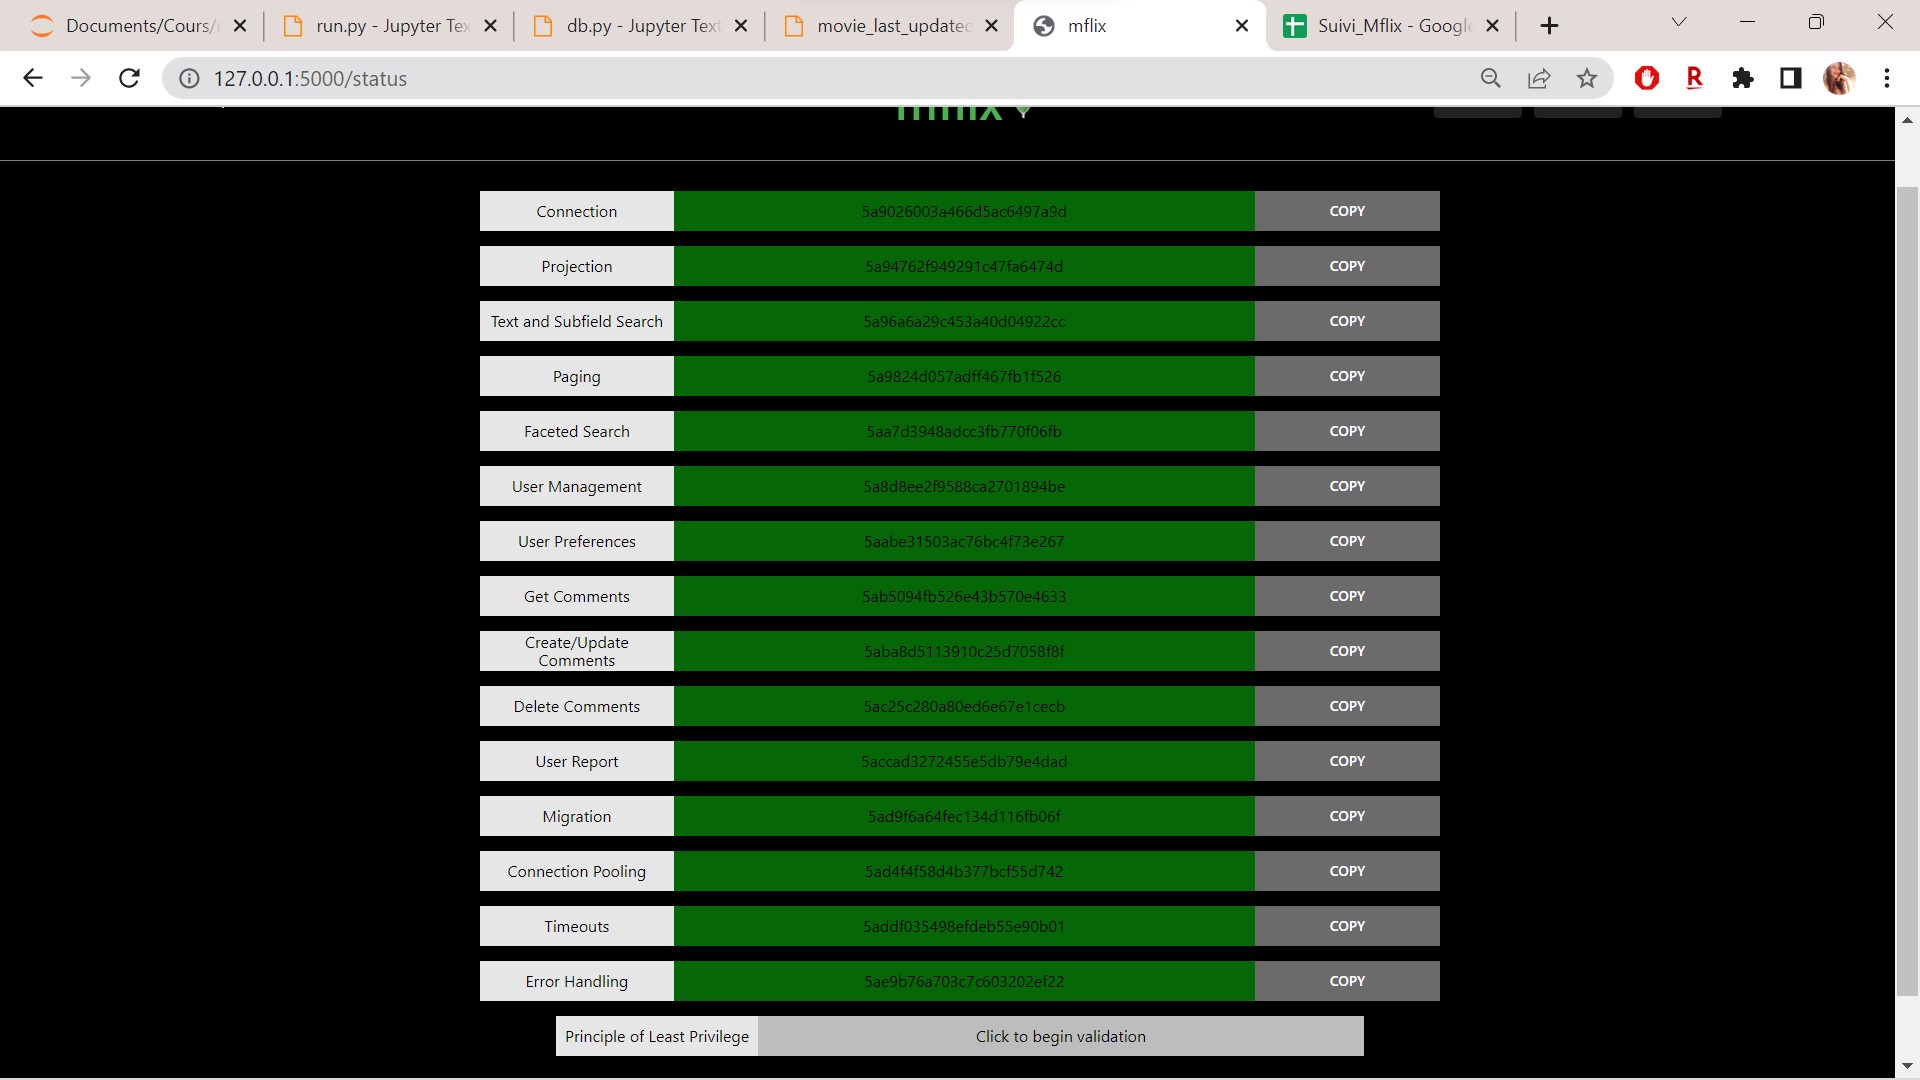 Documents/Cours/
run.py - Jupyter Tex
db.py - Jupyter Text
movie_last_updated
mflix
Suivi_Mflix - Google
127.0.0.1:5000/status
mflix
Connection 5a9026003a466d5ac6497a9d COPY
Projection 5a94762f949291c47fa6474d COPY
Text and Subfield Search 5a96a6a29c453a40d04922cc COPY
Paging 5a9824d057adff467fb1f526 COPY
Faceted Search 5aa7d3948adcc3fb770f06fb COPY
User Management 5a8d8ee2f9588ca2701894be COPY
User Preferences 5aabe31503ac76bc4f73e267 COPY
Get Comments 5ab5094fb526e43b570e4633 COPY
Create/Update
Comments 5aba8d5113910c25d7058f8f COPY
Delete Comments 5ac25c280a80ed6e67e1cecb COPY
User Report 5accad3272455e5db79e4dad COPY
Migration 5ad9f6a64fec134d116fb06f COPY
Connection Pooling 5ad4f4f58d4b377bcf55d742 COPY
Timeouts 5addf035498efdeb55e90b01 COPY
Error Handling 5ae9b76a703c7c603202ef22 COPY
Principle of Least Privilege Click to begin validation